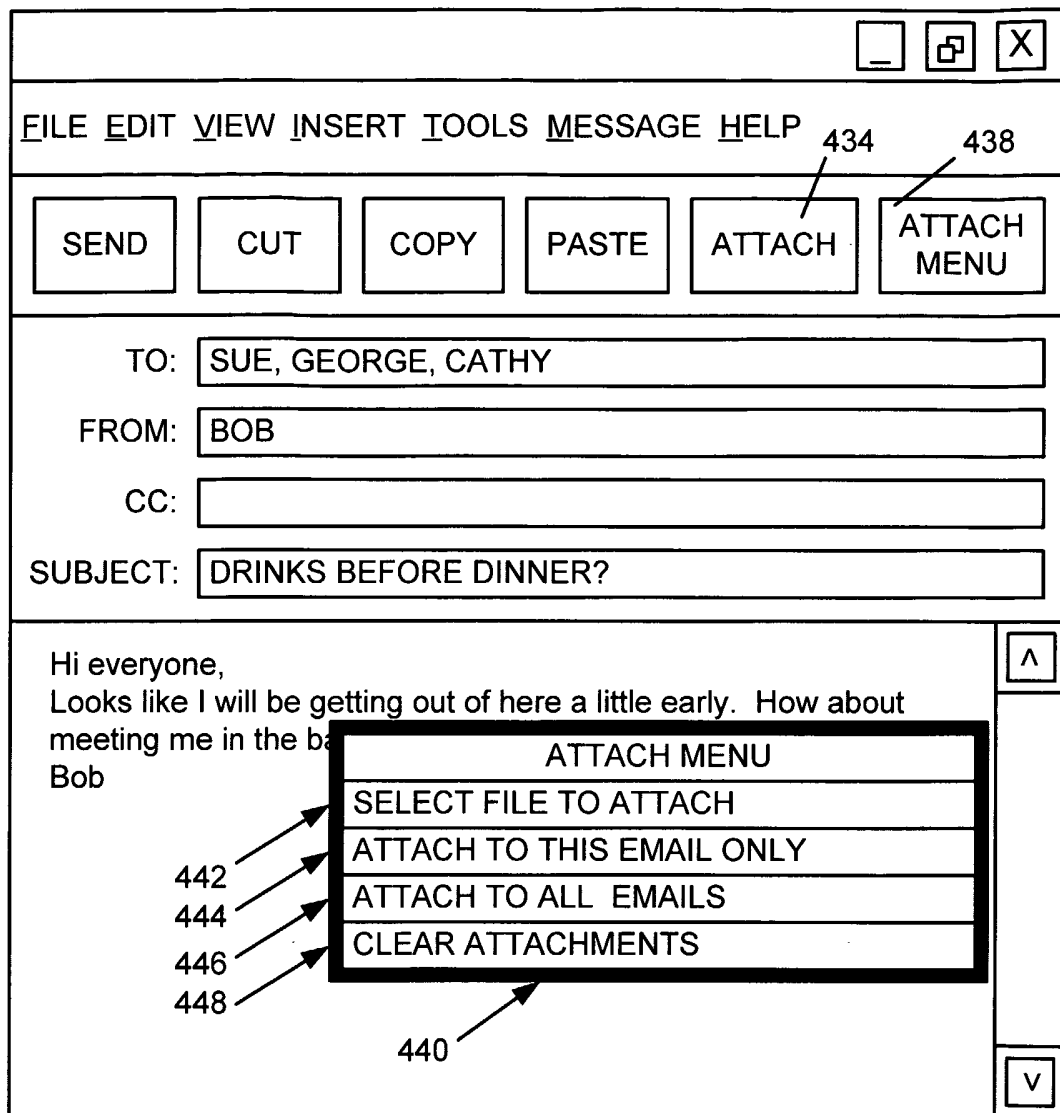 _ X
FILE EDIT VIEW INSERT TOOLS MESSAGE HELP
434 438
SEND CUT COPY PASTE ATTACH ATTACH MENU
TO: SUE, GEORGE, CATHY
FROM: BOB
CC:
SUBJECT: DRINKS BEFORE DINNER?
Hi everyone,
Looks like I will be getting out of here a little early. How about
meeting me in the
Bob
ATTACH MENU
SELECT FILE TO ATTACH
ATTACH TO THIS EMAIL ONLY
ATTACH TO ALL EMAILS
CLEAR ATTACHMENTS
442
444
446
448
440
^
v